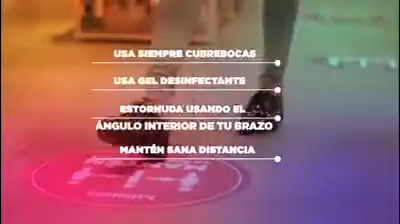 USA SIEMPRE CUBREBOCAS
USA GEL DESINFECTANTE
ESTORNUDA USANDO EL
ÁNGULO INTERIOR DE TU BRAZO
MANTÉN SANA DISTANCIA